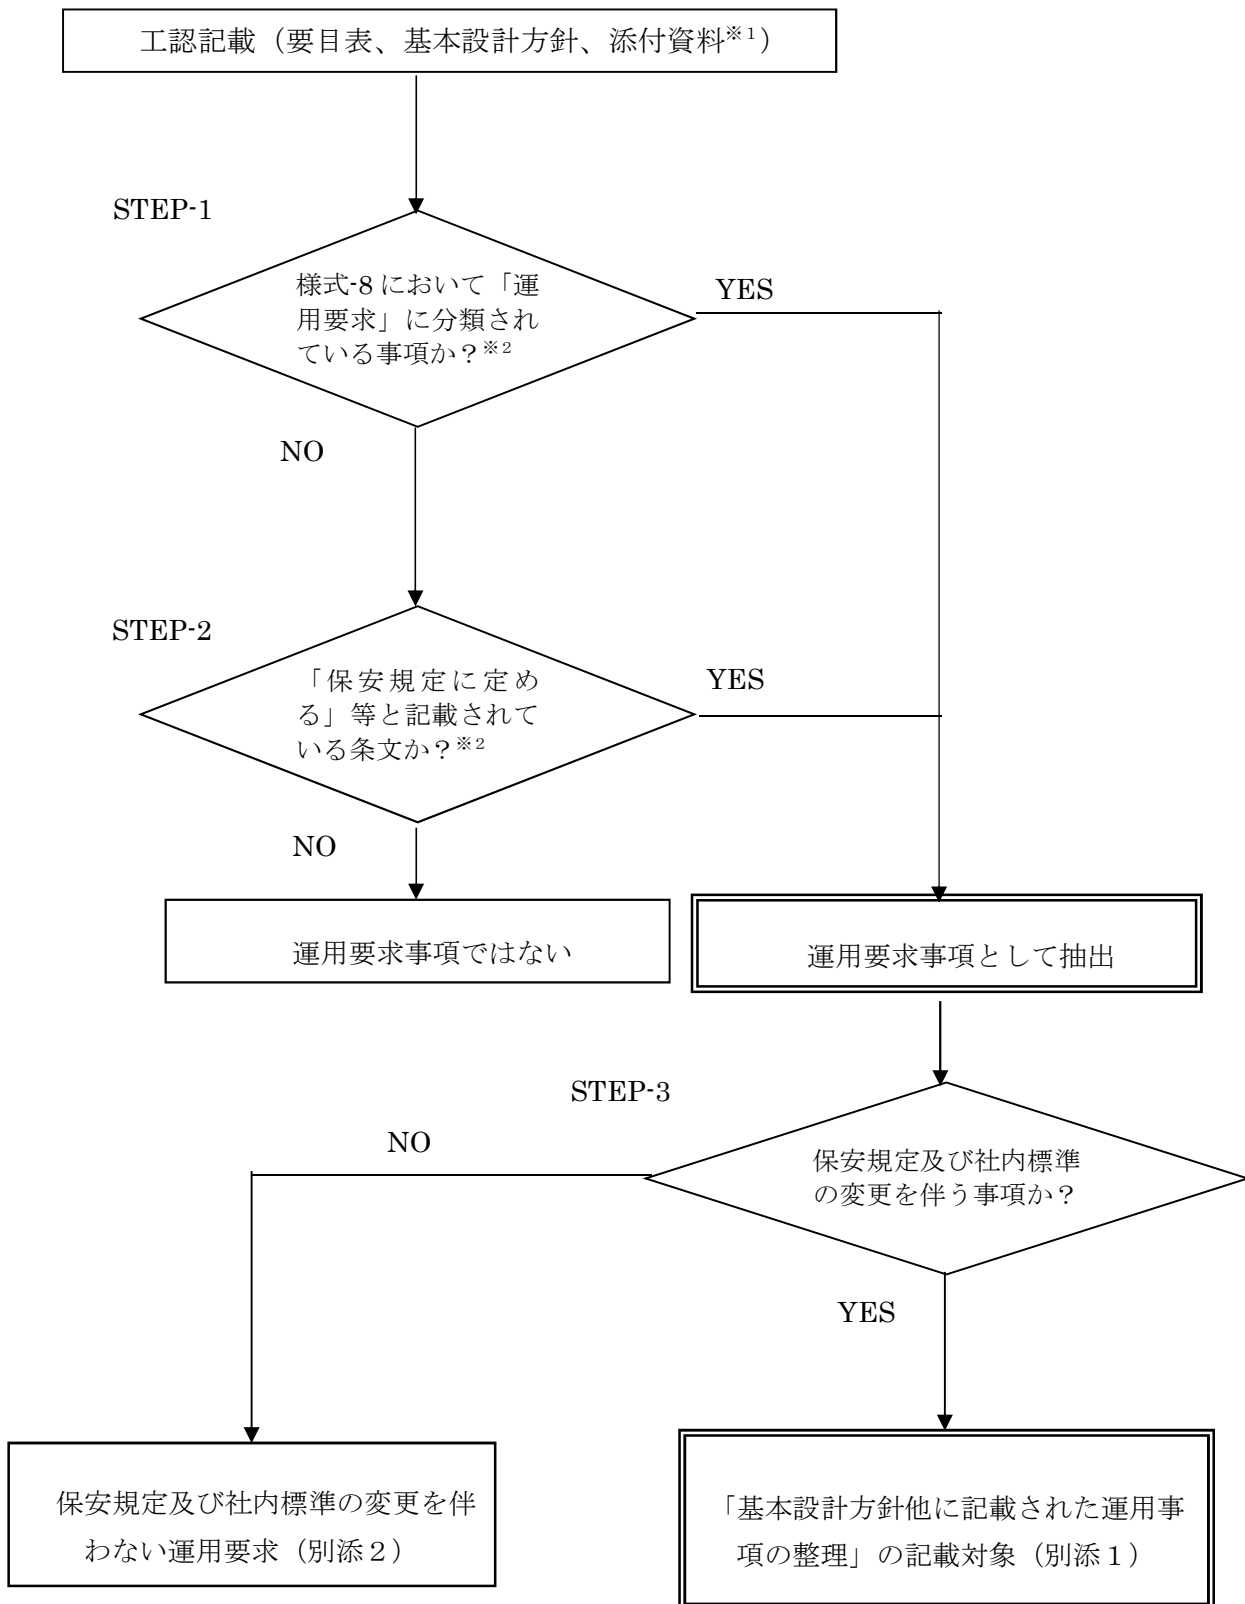 工認記載（要目表、基本設計方針、添付資料※1）
STEP-1
様式-8において「運
用要求」に分類され
ている事項か？※2
YES
NO
STEP-2
「保安規定に定め
る」等と記載されて
いる条文か？※2
YES
NO
運用要求事項ではない
運用要求事項として抽出
STEP-3
NO
保安規定及び社内標準
の変更を伴う事項か？
YES
保安規定及び社内標準の変更を伴
わない運用要求（別添２）
「基本設計方針他に記載された運用事
項の整理」の記載対象（別添１）